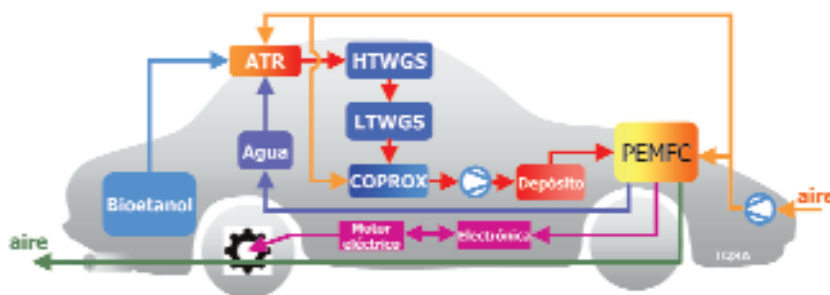 ATR
HTWGS
LTWGS
Agua
COPROX
Depósito
PEMFC
Bioetanol
aire
Motor
eléctrico
Electrónica
aire